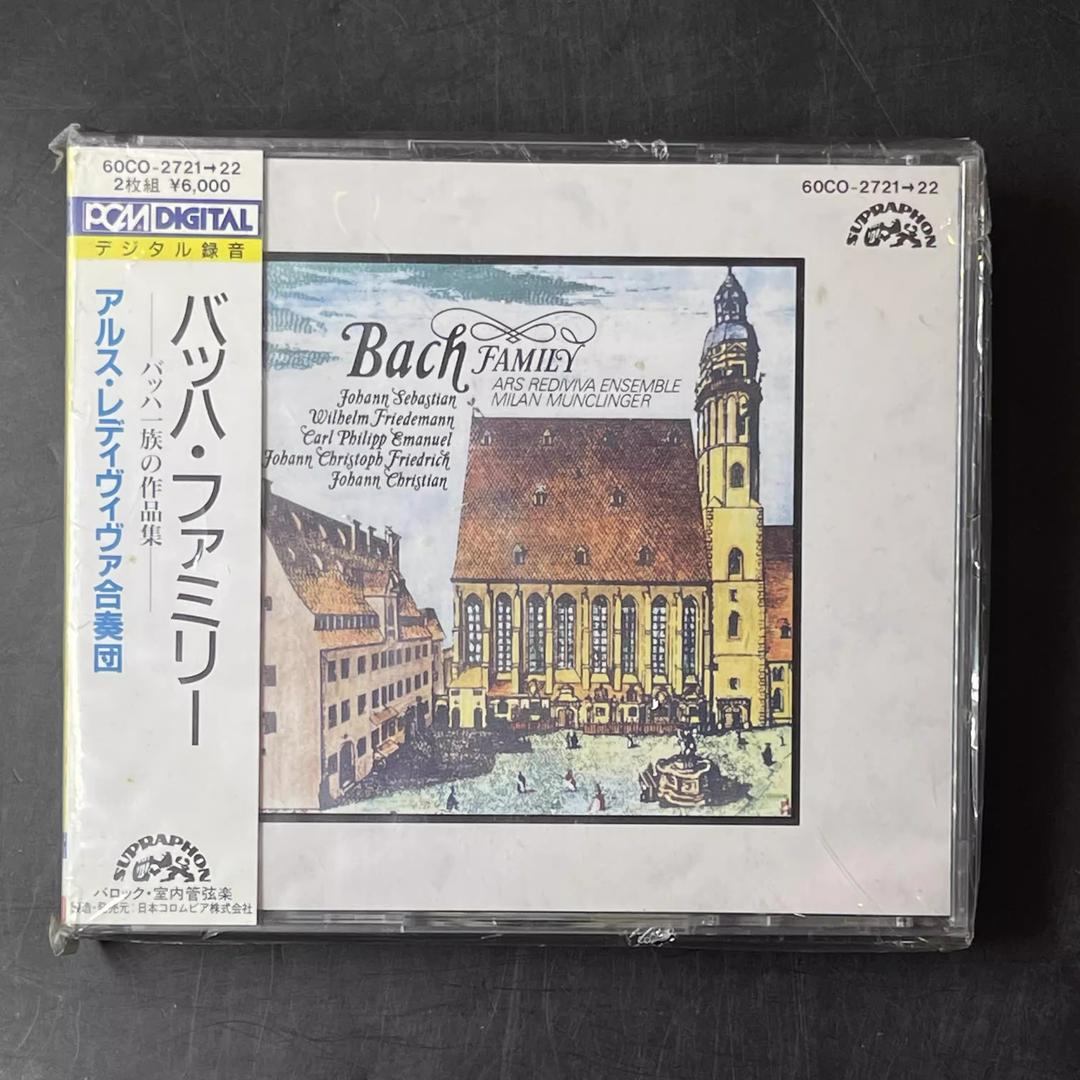 60CO-2721→22
2枚組 ¥6,000
PCM DIGITAL
デジタル録音
バッハ・ファミリー
バッハ一族の作品集
アルス・レディヴィヴァ合奏団
SUPRAPHON
バロック・室内管弦楽
発売元:日本コロムビア株式会社
60CO-2721→22
SUPRAPHON
Bach FAMILY
ARS REDIVIVA ENSEMBLE
MILAN MUNCLINGER
Johann Sebastian
Wilhelm Friedemann
Carl Philipp Emanuel
Johann Christoph Friedrich
Johann Christian